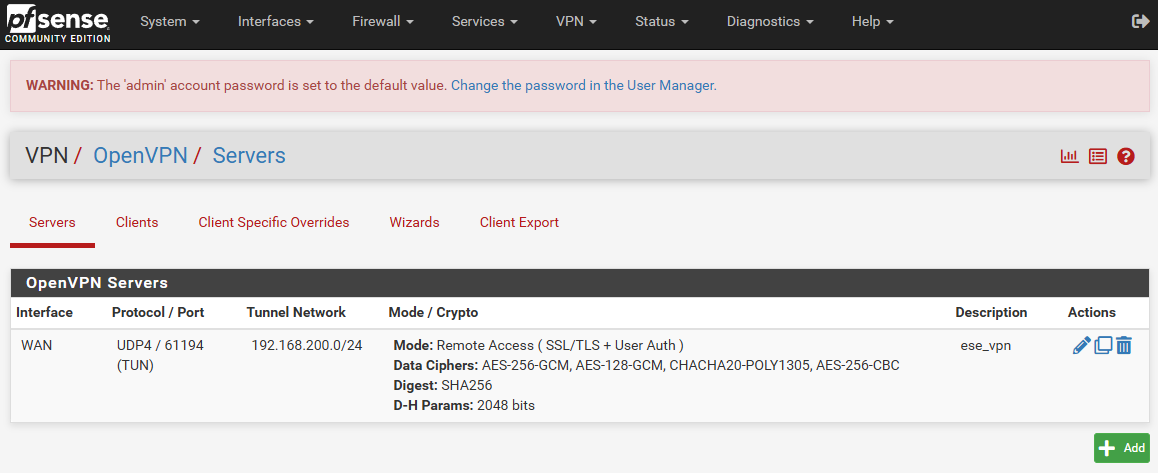 pfsense
COMMUNITY EDITION
System Interfaces Firewall Services VPN Status Diagnostics Help
WARNING: The 'admin' account password is set to the default value. Change the password in the User Manager.
VPN / OpenVPN / Servers
Servers Clients Client Specific Overrides Wizards Client Export
OpenVPN Servers
Interface Protocol / Port Tunnel Network Mode / Crypto Description Actions
WAN UDP4 / 61194 192.168.200.0/24 Mode: Remote Access ( SSL/TLS + User Auth ) ese_vpn
(TUN) Data Ciphers: AES-256-GCM, AES-128-GCM, CHACHA20-POLY1305, AES-256-CBC
Digest: SHA256
D-H Params: 2048 bits
Add